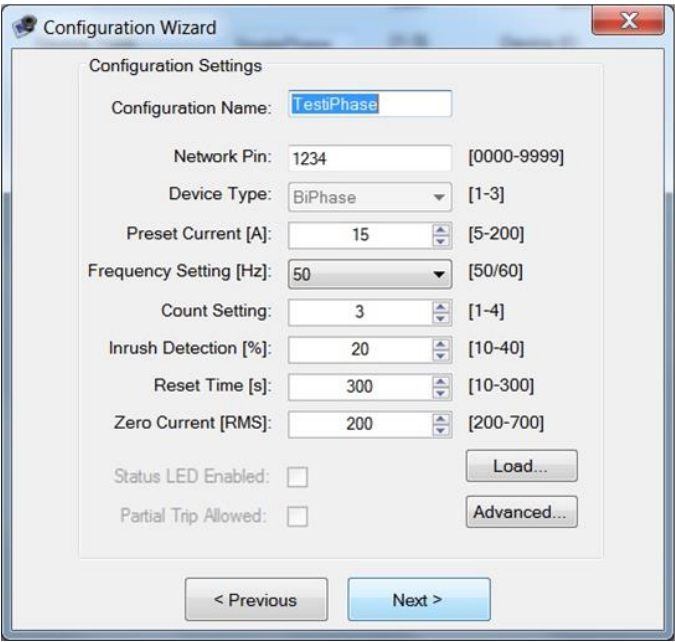 Configuration Wizard
Configuration Settings
Configuration Name: TestiPhase
Network Pin: 1234 [0000-9999]
Device Type: BiPhase [1-3]
Preset Current [A]: 15 [5-200]
Frequency Setting [Hz]: 50 [50/60]
Count Setting: 3 [1-4]
Inrush Detection [%]: 20 [10-40]
Reset Time [s]: 300 [10-300]
Zero Current [RMS]: 200 [200-700]
Status LED Enabled:
Load...
Partial Trip Allowed:
Advanced...
< Previous Next >